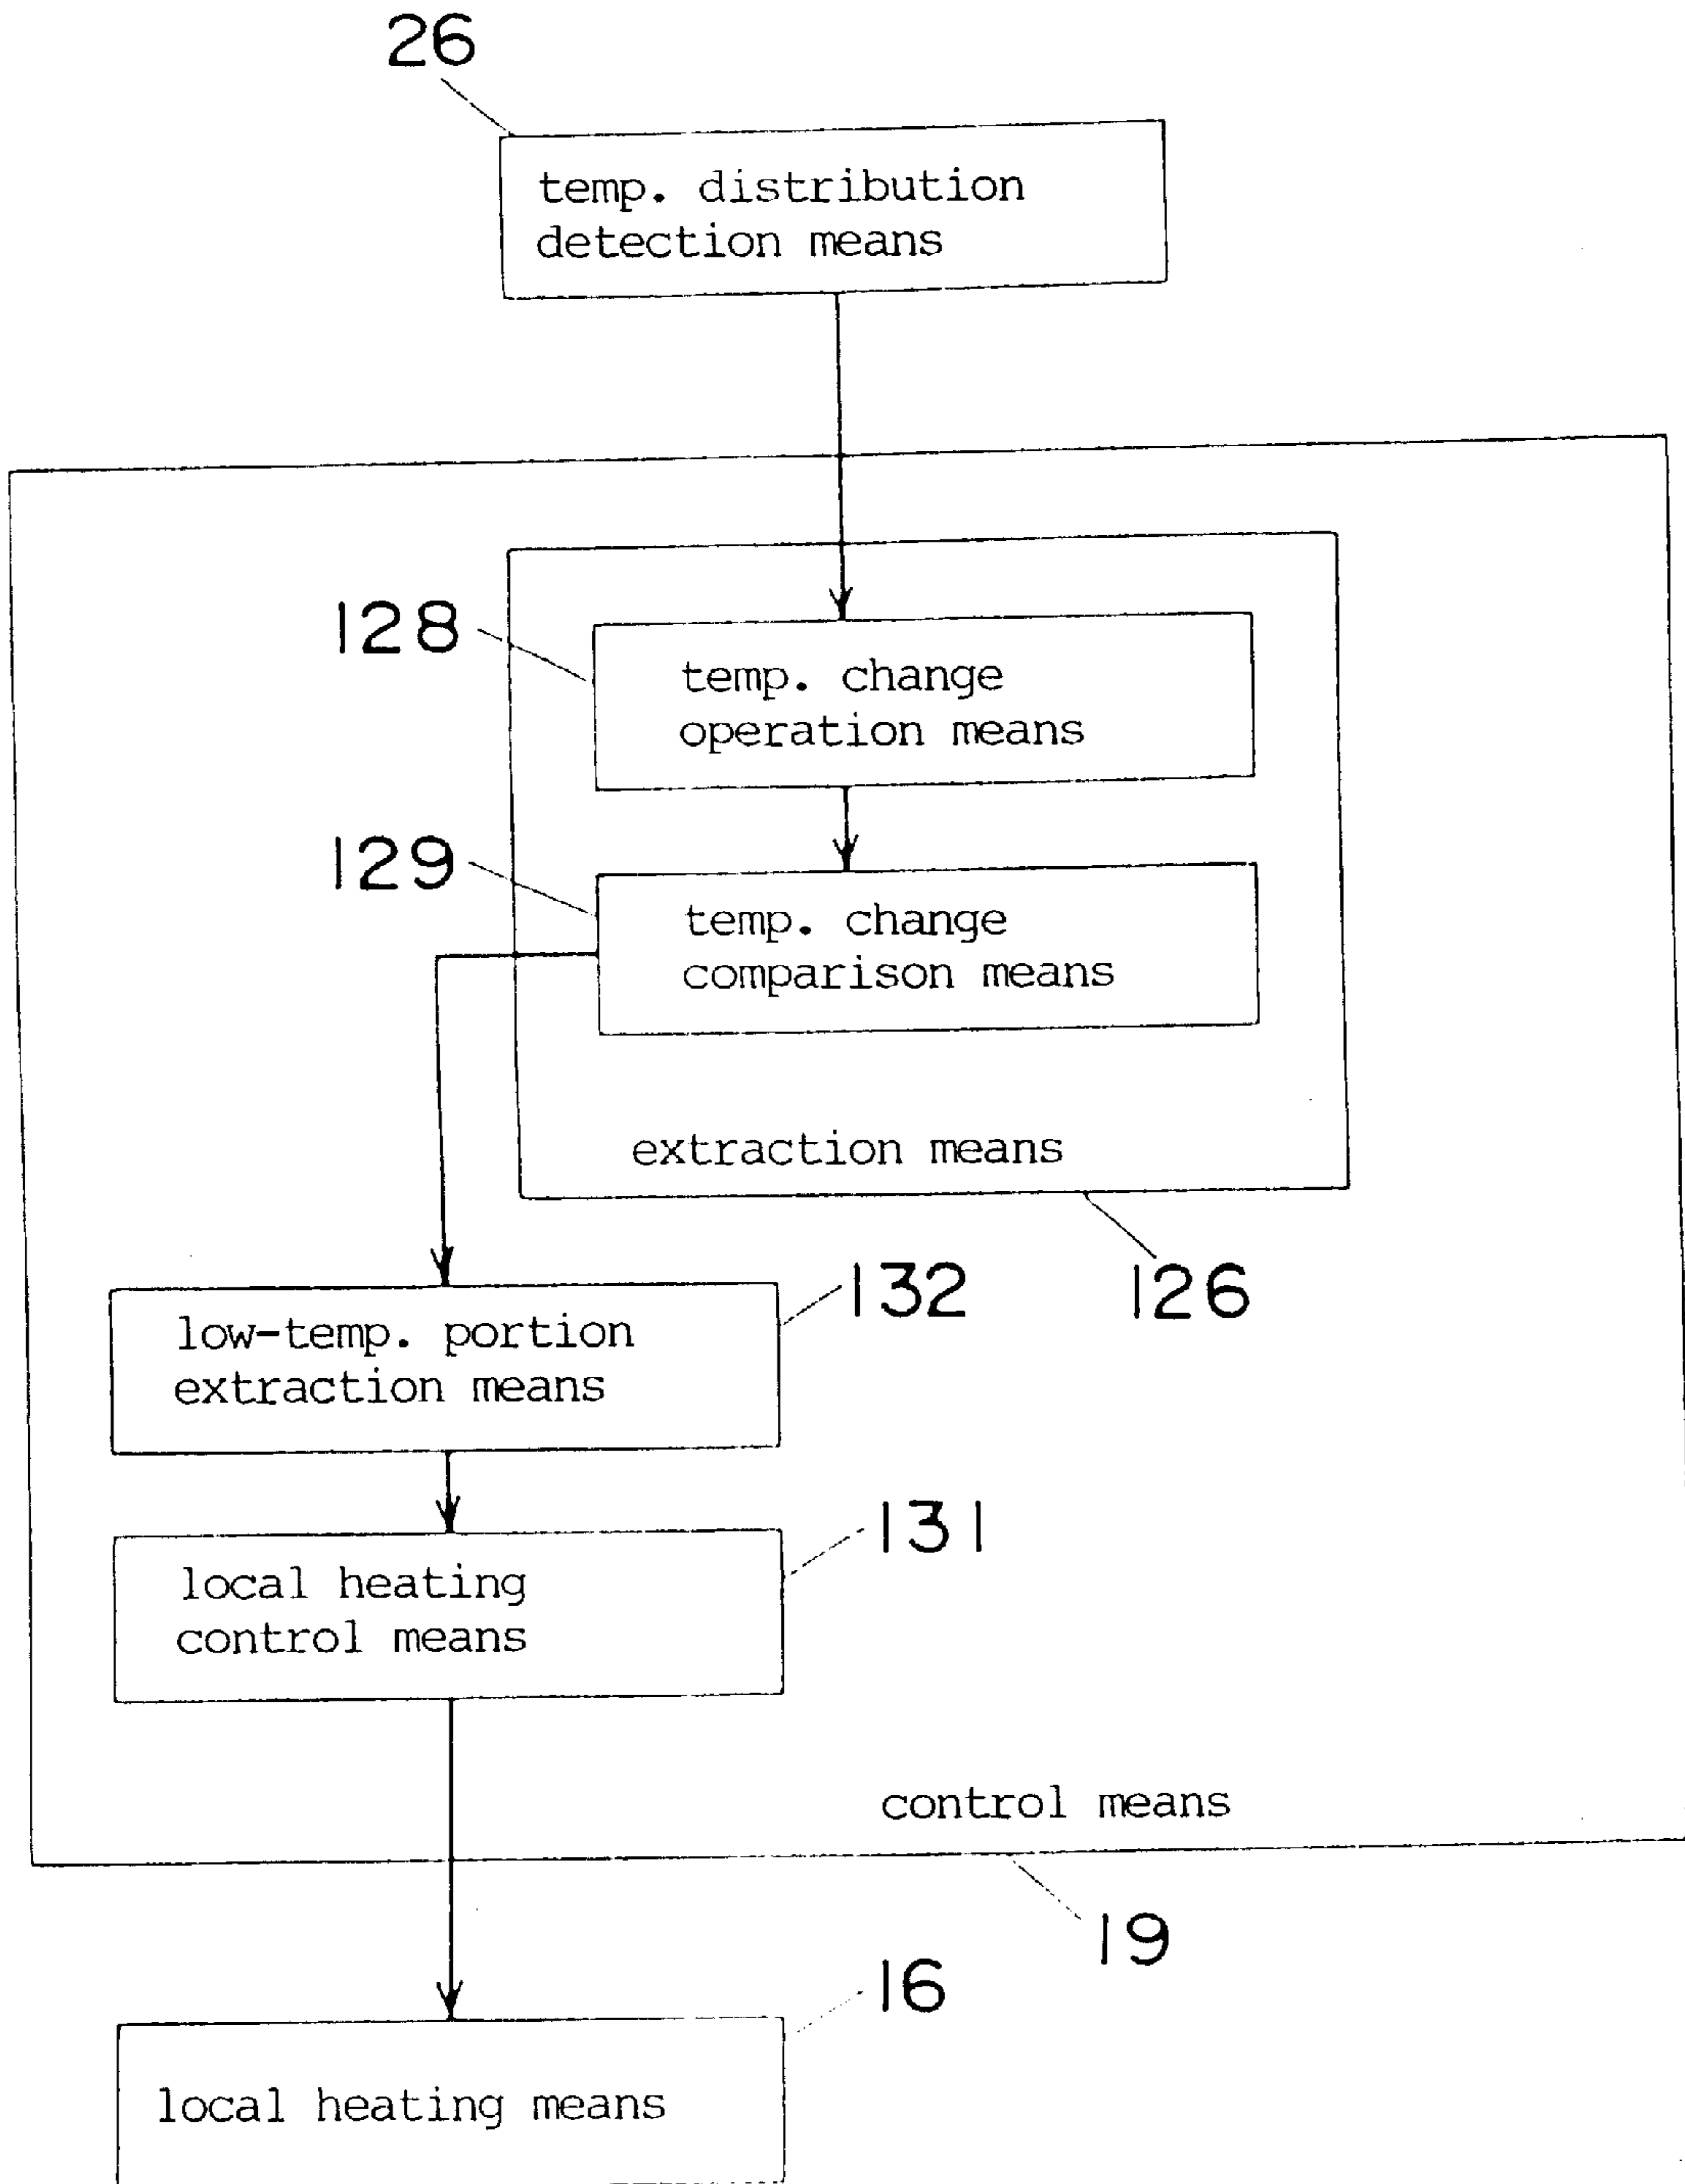 26
temp. distribution
detection means
128
temp. change
operation means
129
temp. change
comparison means
extraction means
126
132
low-temp. portion
extraction means
131
local heating
control means
control means
19
16
local heating means